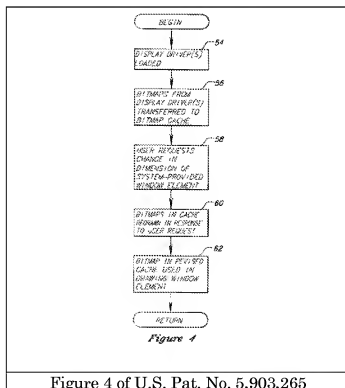 BEGIN
54
DISPLAY DRIVER(S)
LOADED
56
BITMAPS FROM
DISPLAY DRIVER(S)
TRANSFERRED TO
BITMAP CACHE
58
USER REQUESTS
CHANGE IN
DIMENSION OF
SYSTEM-PROVIDED
WINDOW ELEMENT
60
BITMAPS IN CACHE
REDRAWN IN RESPONSE
TO USER REQUEST
62
BITMAP IN REVISED
CACHE USED IN
DRAWING WINDOW
ELEMENT
RETURN
Figure 4
Figure 4 of U.S. Pat. No. 5,903,265